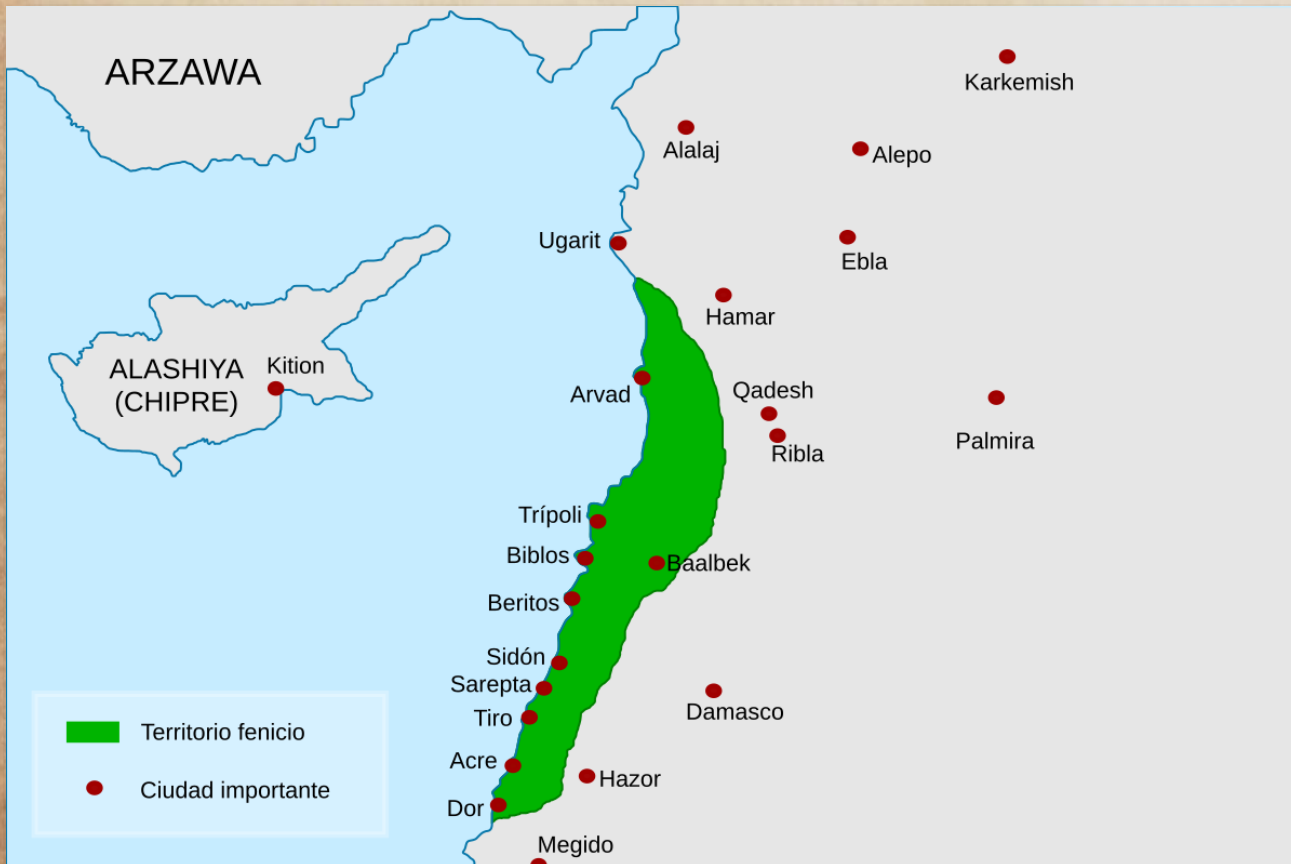 ARZAWA
Karkemish
Alalaj
Alepo
Ugarit
Ebla
Hamar
ALASHIYA
(CHIPRE)
Kition
Arvad
Qadesh
Ribla
Palmira
Trípoli
Biblos
Baalbek
Beritos
Sidón
Sarepta
Tiro
Damasco
Acre
Hazor
Dor
Megido
Territorio fenicio
Ciudad importante